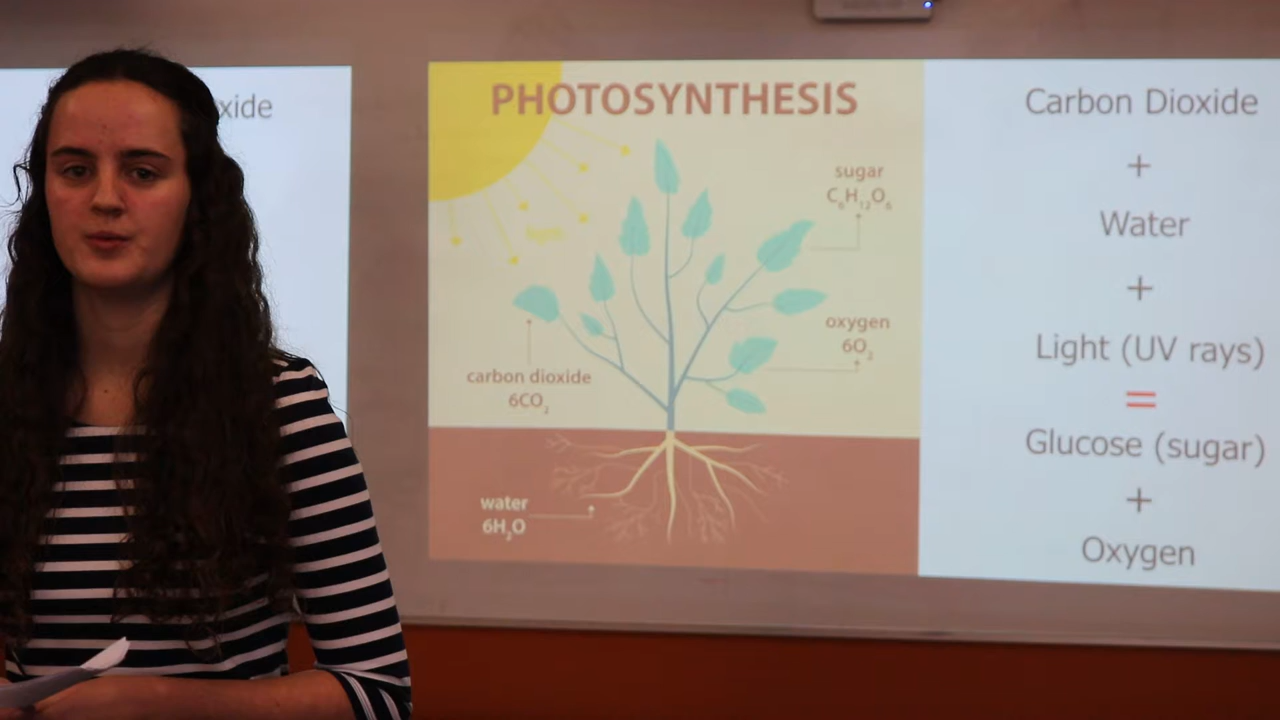 xide
PHOTOSYNTHESIS
light
sugar
C₆H₁₂O₆
oxygen
6O₂
carbon dioxide
6CO₂
water
6H₂O
Carbon Dioxide
+
Water
+
Light (UV rays)
=
Glucose (sugar)
+
Oxygen